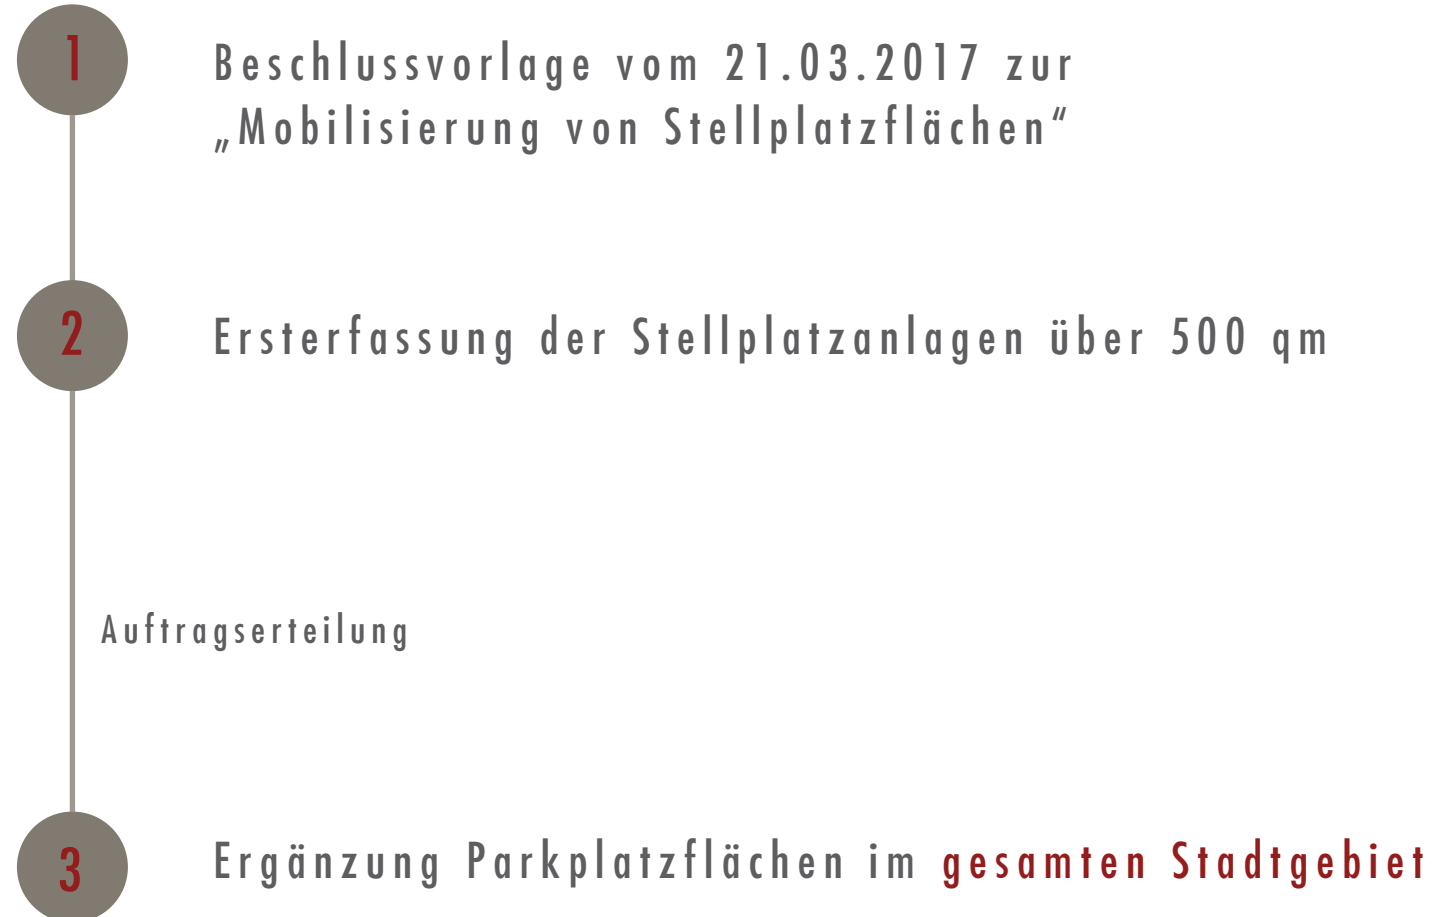 1
Beschlussvorlage vom 21.03.2017 zur
„Mobilisierung von Stellplatzflächen“
2
Ersterfassung der Stellplatzanlagen über 500 qm
Auftragserteilung
3
Ergänzung Parkplatzflächen im gesamten Stadtgebiet